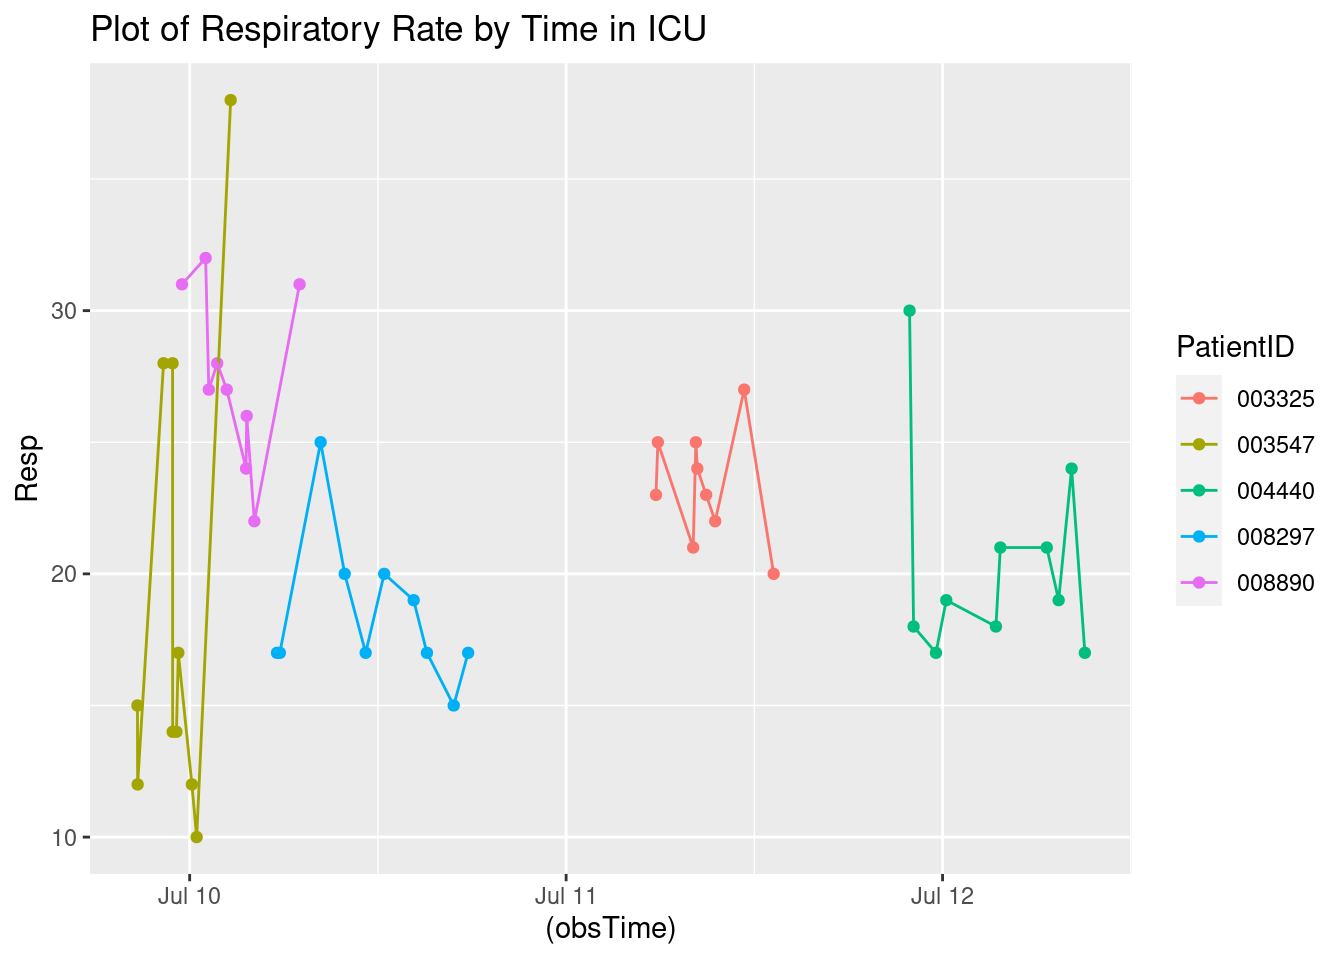 Plot of Respiratory Rate by Time in ICU
Resp
30
20
10
Jul 10
Jul 11
Jul 12
(obsTime)
PatientID
003325
003547
004440
008297
008890